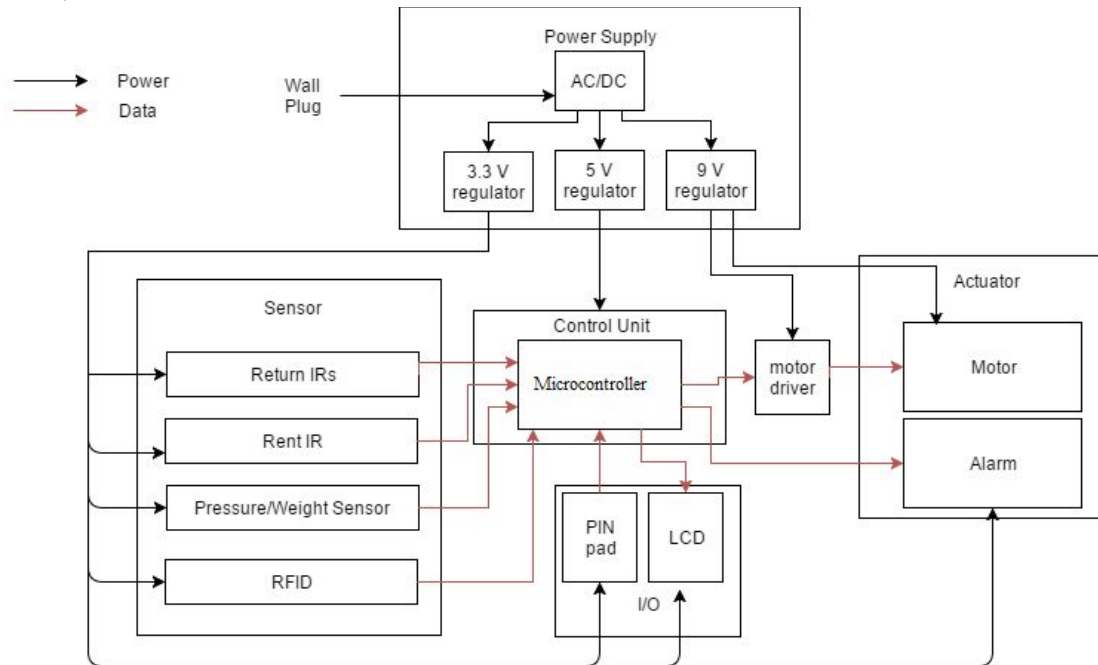 Power Supply
Power
Data
Wall
Plug
AC/DC
3.3 V
regulator
5 V
regulator
9 V
regulator
Sensor
Return IRs
Rent IR
Pressure/Weight Sensor
RFID
Control Unit
Microcontroller
motor
driver
Actuator
Motor
Alarm
PIN
pad
LCD
I/O